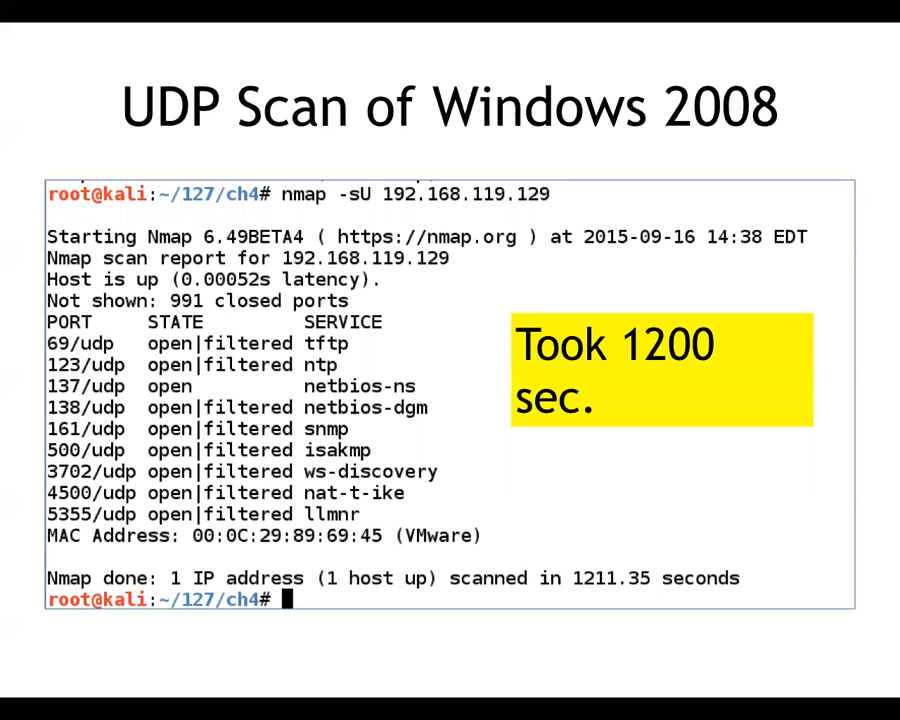 UDP Scan of Windows 2008
root@kali:~/127/ch4# nmap -sU 192.168.119.129
Starting Nmap 6.49BETA4 ( https://nmap.org ) at 2015-09-16 14:38 EDT
Nmap scan report for 192.168.119.129
Host is up (0.00052s latency).
Not shown: 991 closed ports
PORT     STATE         SERVICE
69/udp   open|filtered tftp
123/udp  open|filtered ntp
137/udp  open          netbios-ns
138/udp  open|filtered netbios-dgm
161/udp  open|filtered snmp
500/udp  open|filtered isakmp
3702/udp open|filtered ws-discovery
4500/udp open|filtered nat-t-ike
5355/udp open|filtered llmnr
MAC Address: 00:0C:29:89:69:45 (VMware)
Nmap done: 1 IP address (1 host up) scanned in 1211.35 seconds
root@kali:~/127/ch4#
Took 1200
sec.